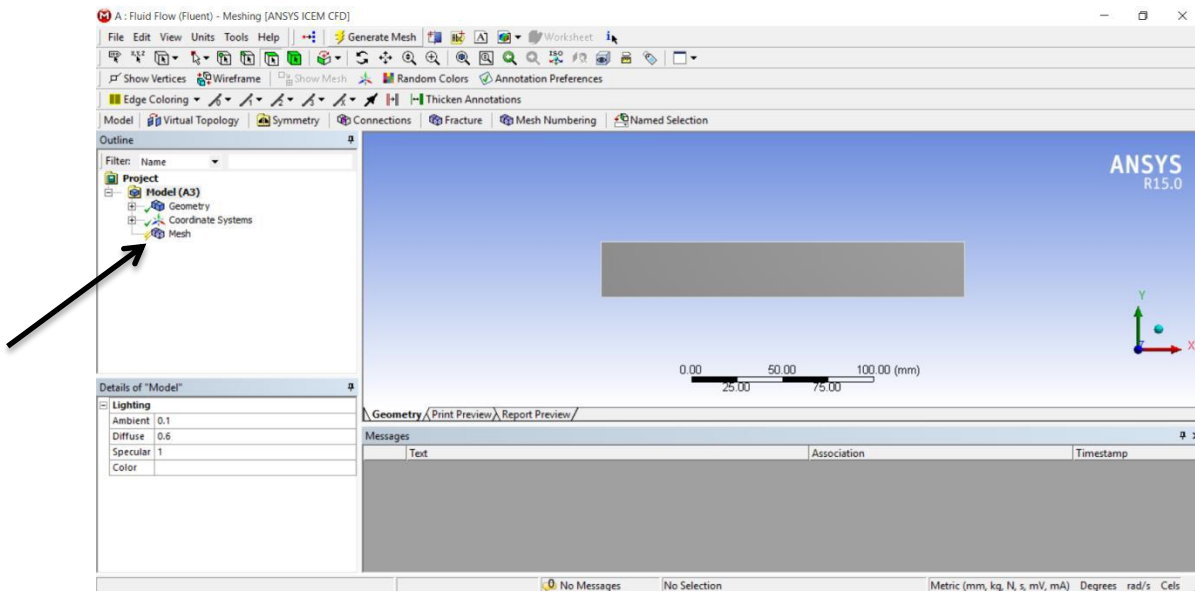 A : Fluid Flow (Fluent) - Meshing [ANSYS ICEM CFD]
File Edit View Units Tools Help Generate Mesh A Worksheet
Show Vertices Wireframe Show Mesh Random Colors Annotation Preferences
Edge Coloring Thicken Annotations
Model Virtual Topology Symmetry Connections Fracture Mesh Numbering Named Selection
Outline
Filter: Name
Project
Model (A3)
Geometry
Coordinate Systems
Mesh
ANSYS
R15.0
Y
Z
X
0.00 50.00 100.00 (mm)
25.00 75.00
Geometry Print Preview Report Preview
Details of "Model"
Lighting
Ambient 0.1
Diffuse 0.6
Specular 1
Color
Messages
Text Association Timestamp
No Messages No Selection Metric (mm, kg, N, s, mV, mA) Degrees rad/s Cels